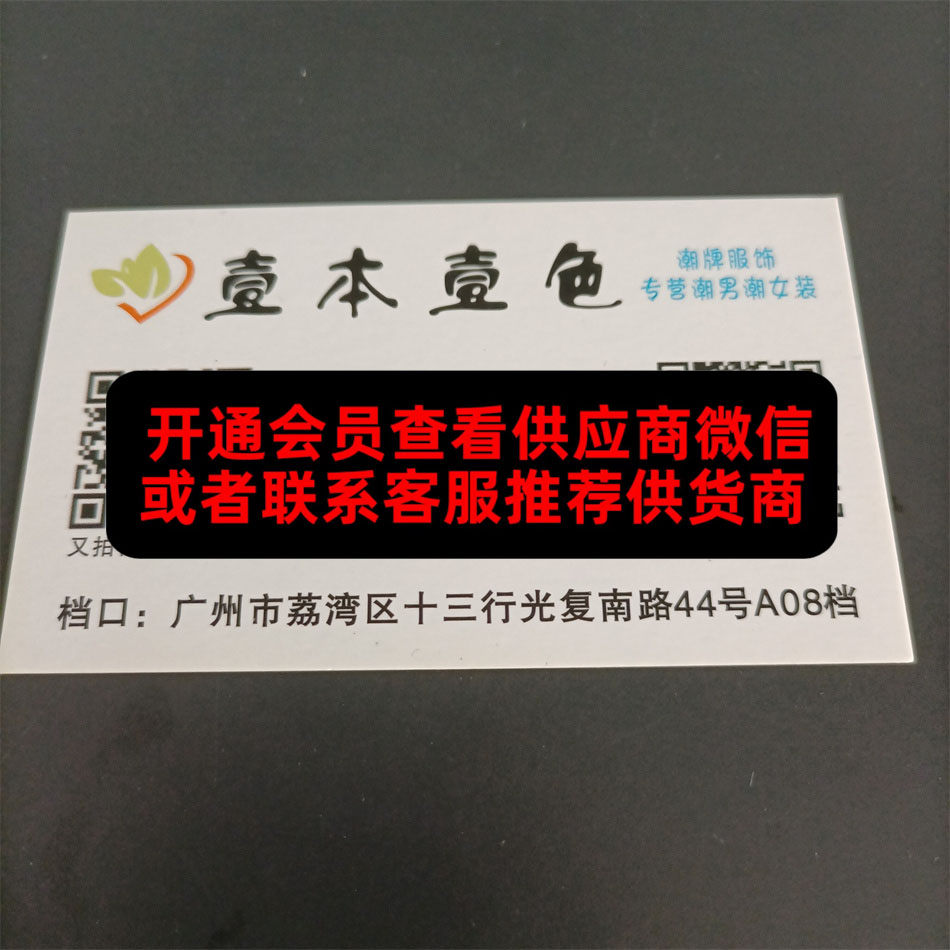 壹本壹色
潮牌服饰
专营潮男潮女装
开通会员查看供应商微信
或者联系客服推荐供货商
又拍
档口：广州市荔湾区十三行光复南路44号A08档